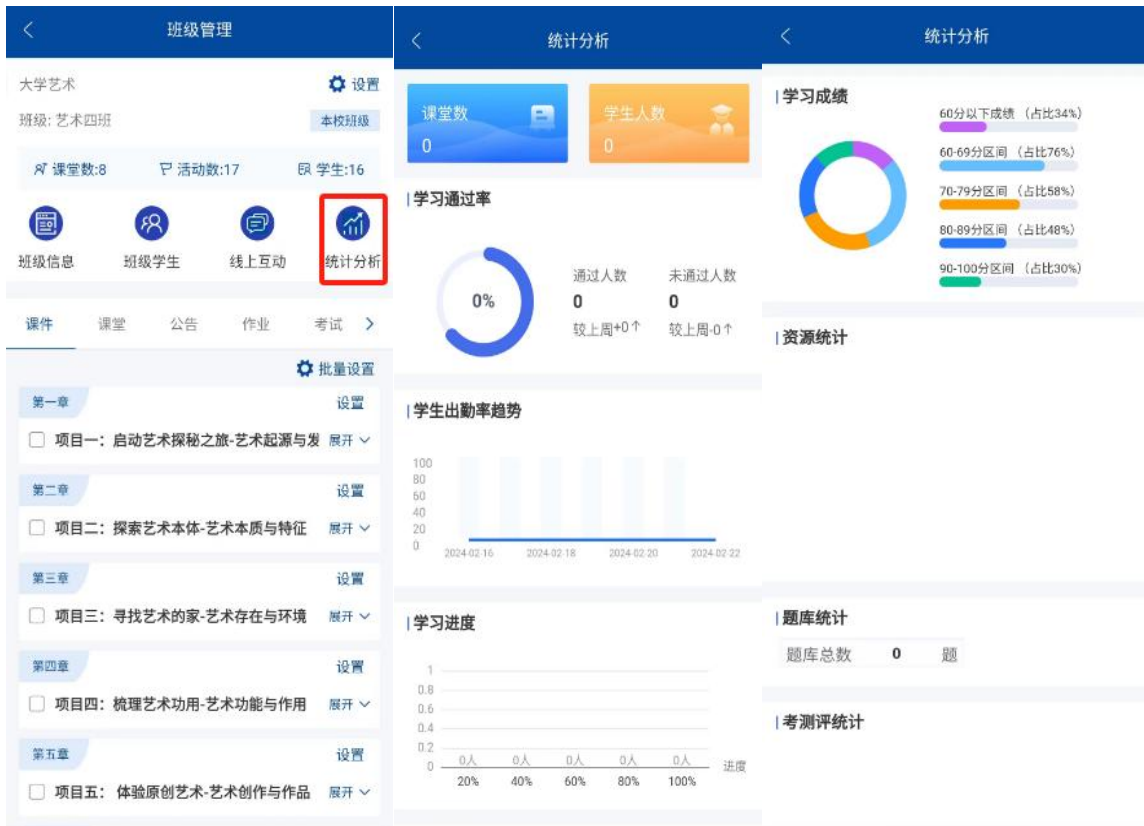 班级管理
大学艺术
设置
班级: 艺术四班
本校班级
课堂数:8
活动数:17
学生:16
班级信息
班级学生
线上互动
统计分析
课件
课堂
公告
作业
考试
批量设置
第一章
设置
项目一：启动艺术探秘之旅-艺术起源与发
展开
第二章
设置
项目二：探索艺术本体-艺术本质与特征
展开
第三章
设置
项目三：寻找艺术的家-艺术存在与环境
展开
第四章
设置
项目四：梳理艺术功用-艺术功能与作用
展开
第五章
设置
项目五： 体验原创艺术-艺术创作与作品
展开
统计分析
课堂数
0
学生人数
0
学习通过率
0%
通过人数
未通过人数
0
0
较上周+0↑
较上周-0↑
学生出勤率趋势
100
80
60
40
20
0
2024-02-16
2024-02-18
2024-02-20
2024-02-22
学习进度
1
0.8
0.6
0.4
0.2
0
0人
0人
0人
0人
0人
进度
20%
40%
60%
80%
100%
统计分析
学习成绩
60分以下成绩 （占比34%）
60-69分区间 （占比76%）
70-79分区间 （占比58%）
80-89分区间 （占比48%）
90-100分区间 （占比30%）
资源统计
题库统计
题库总数 0 题
考测评统计